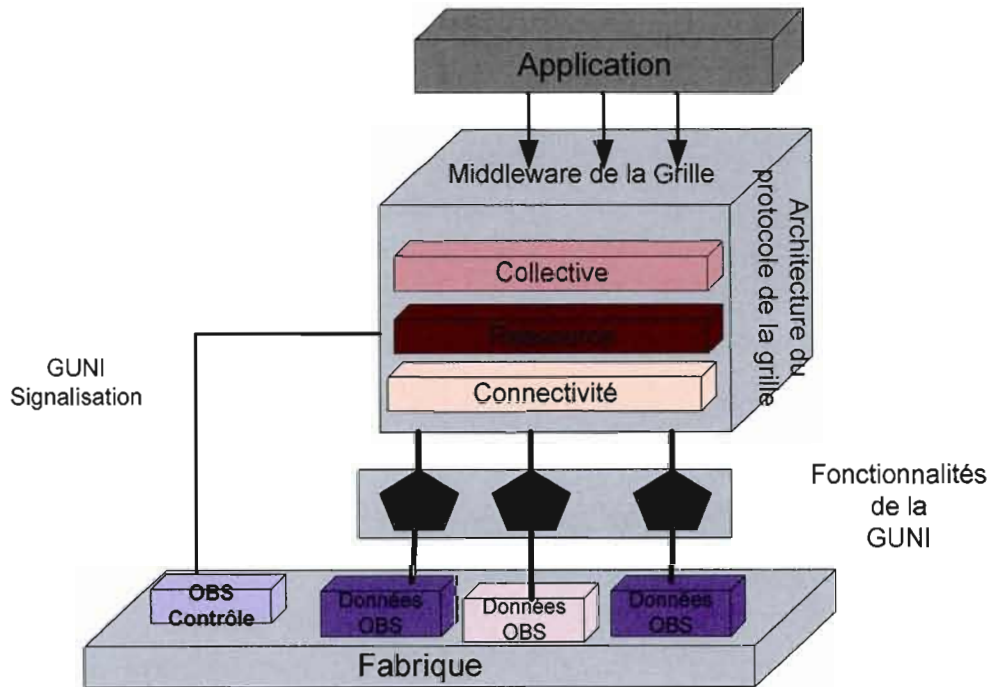 Application
Middleware de la Grille
Architecture du
protocole de la grille
Collective
Ressource
Connectivité
GUNI
Signalisation
Fonctionnalités
de la
GUNI
OBS
Contrôle
Données
OBS
Données
OBS
Données
OBS
Fabrique